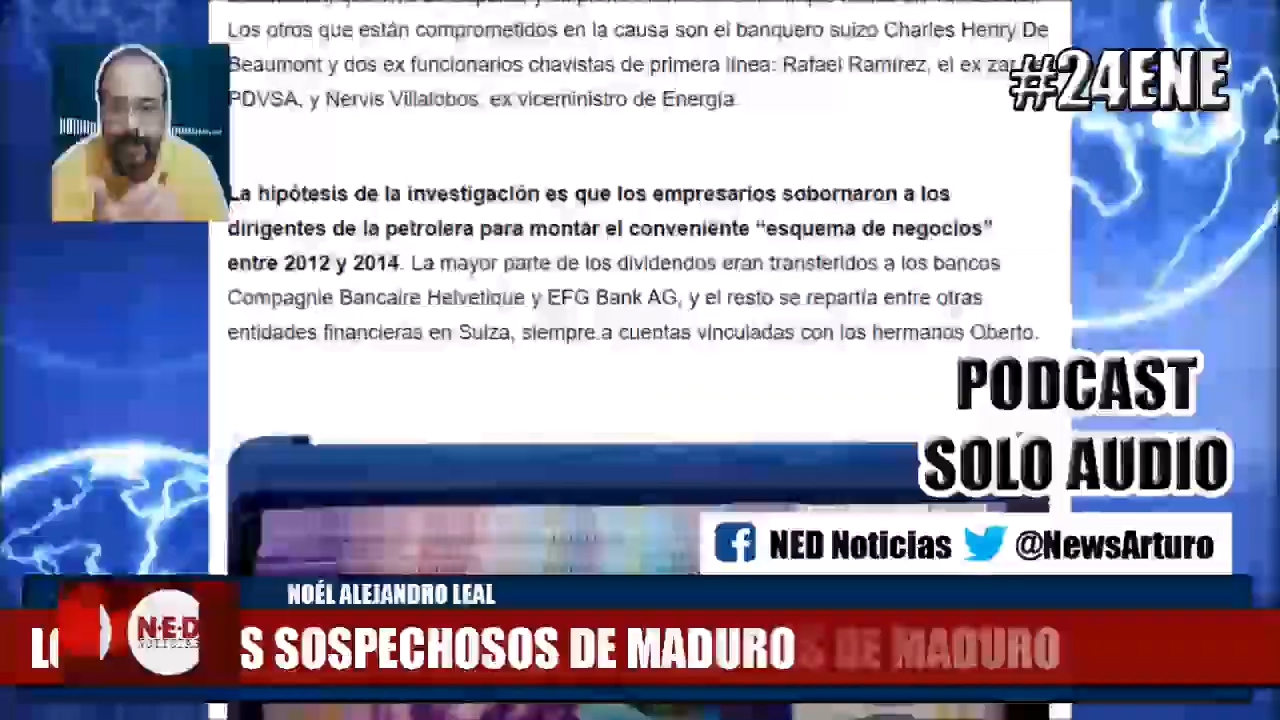 Los otros que están comprometidos en la causa son el banquero suizo Charles Henry De
Beaumont y dos ex funcionarios chavistas de primera línea: Rafael Ramírez, el ex zar
PDVSA, y Nervis Villalobos, ex viceministro de Energía.
#24ENE
La hipótesis de la investigación es que los empresarios sobornaron a los
dirigentes de la petrolera para montar el conveniente “esquema de negocios”
entre 2012 y 2014. La mayor parte de los dividendos eran transferidos a los bancos
Compagnie Bancaire Helvetique y EFG Bank AG, y el resto se repartía entre otras
entidades financieras en Suiza, siempre a cuentas vinculadas con los hermanos Oberto.
PODCAST
SOLO AUDIO
NED Noticias @NewsArturo
NOÉL ALEJANDRO LEAL
N·E·D
NOTICIAS
S SOSPECHOSOS DE MADURO